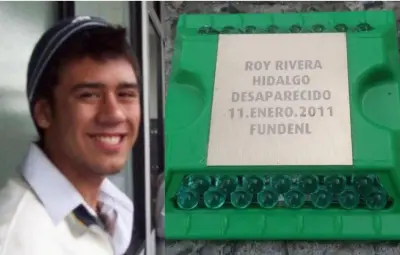 ROY RIVERA
HIDALGO
DESAPARECIDO
11.ENERO.2011
FUNDENL